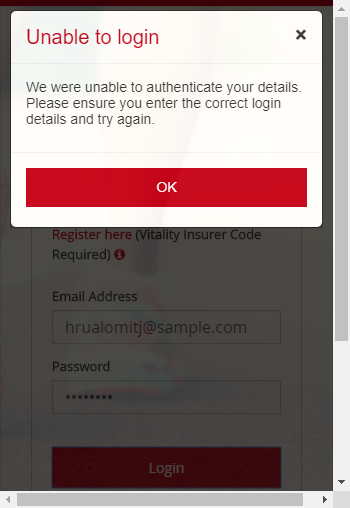 Unable to login
We were unable to authenticate your details.
Please ensure you enter the correct login
details and try again.
OK
Register here (Vitality Insurer Code
Required)
Email Address
hrualomitj@sample.com
Password
••••••••
Login